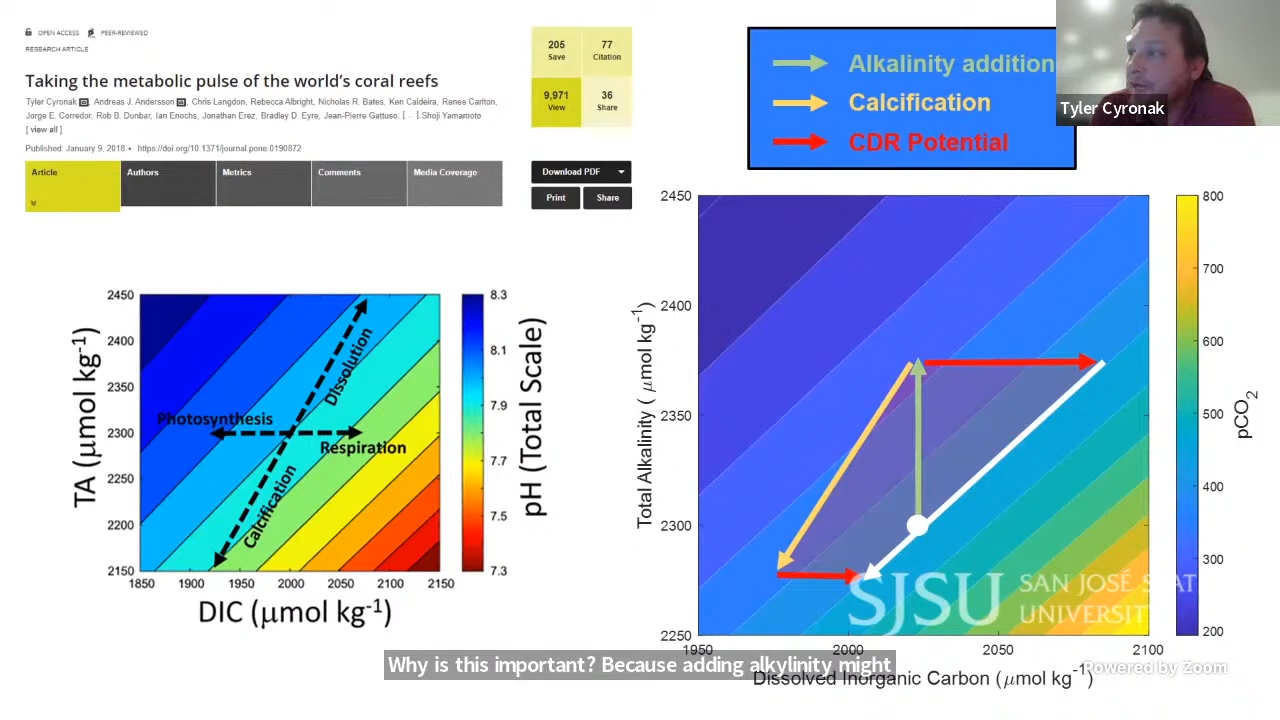 OPEN ACCESS PEER-REVIEWED
RESEARCH ARTICLE
Taking the metabolic pulse of the world's coral reefs
Tyler Cyronak, Andreas J. Andersson, Chris Langdon, Rebecca Albright, Nicholas R. Bates, Ken Caldeira, Renee Carlton,
Jorge E. Corredor, Rob B. Dunbar, Ian Enochs, Jonathan Erez, Bradley D. Eyre, Jean-Pierre Gattuso, [ ... ], Shoji Yamamoto
[ view all ]
Published: January 9, 2018 • https://doi.org/10.1371/journal.pone.0190872
Article
Authors
Metrics
Comments
Media Coverage
205
Save
77
Citation
9,971
View
36
Share
Download PDF
Print
Share
Alkalinity addition
Calcification
CDR Potential
Tyler Cyronak
2450
2400
2350
2300
2250
2200
2150
TA (µmol kg-1)
1850 1900 1950 2000 2050 2100 2150
DIC (µmol kg-1)
Photosynthesis
Respiration
Dissolution
Calcification
8.3
8.1
7.9
7.7
7.5
7.3
pH (Total Scale)
2450
2400
2350
2300
2250
Total Alkalinity ( µmol kg-1)
1950 2000 2050 2100
Dissolved Inorganic Carbon (µmol kg-1)
800
700
600
500
400
300
200
pCO2
SJSU SAN JOSÉ STAT
UNIVERSITY
Why is this important? Because adding alkylinity might
Powered by Zoom